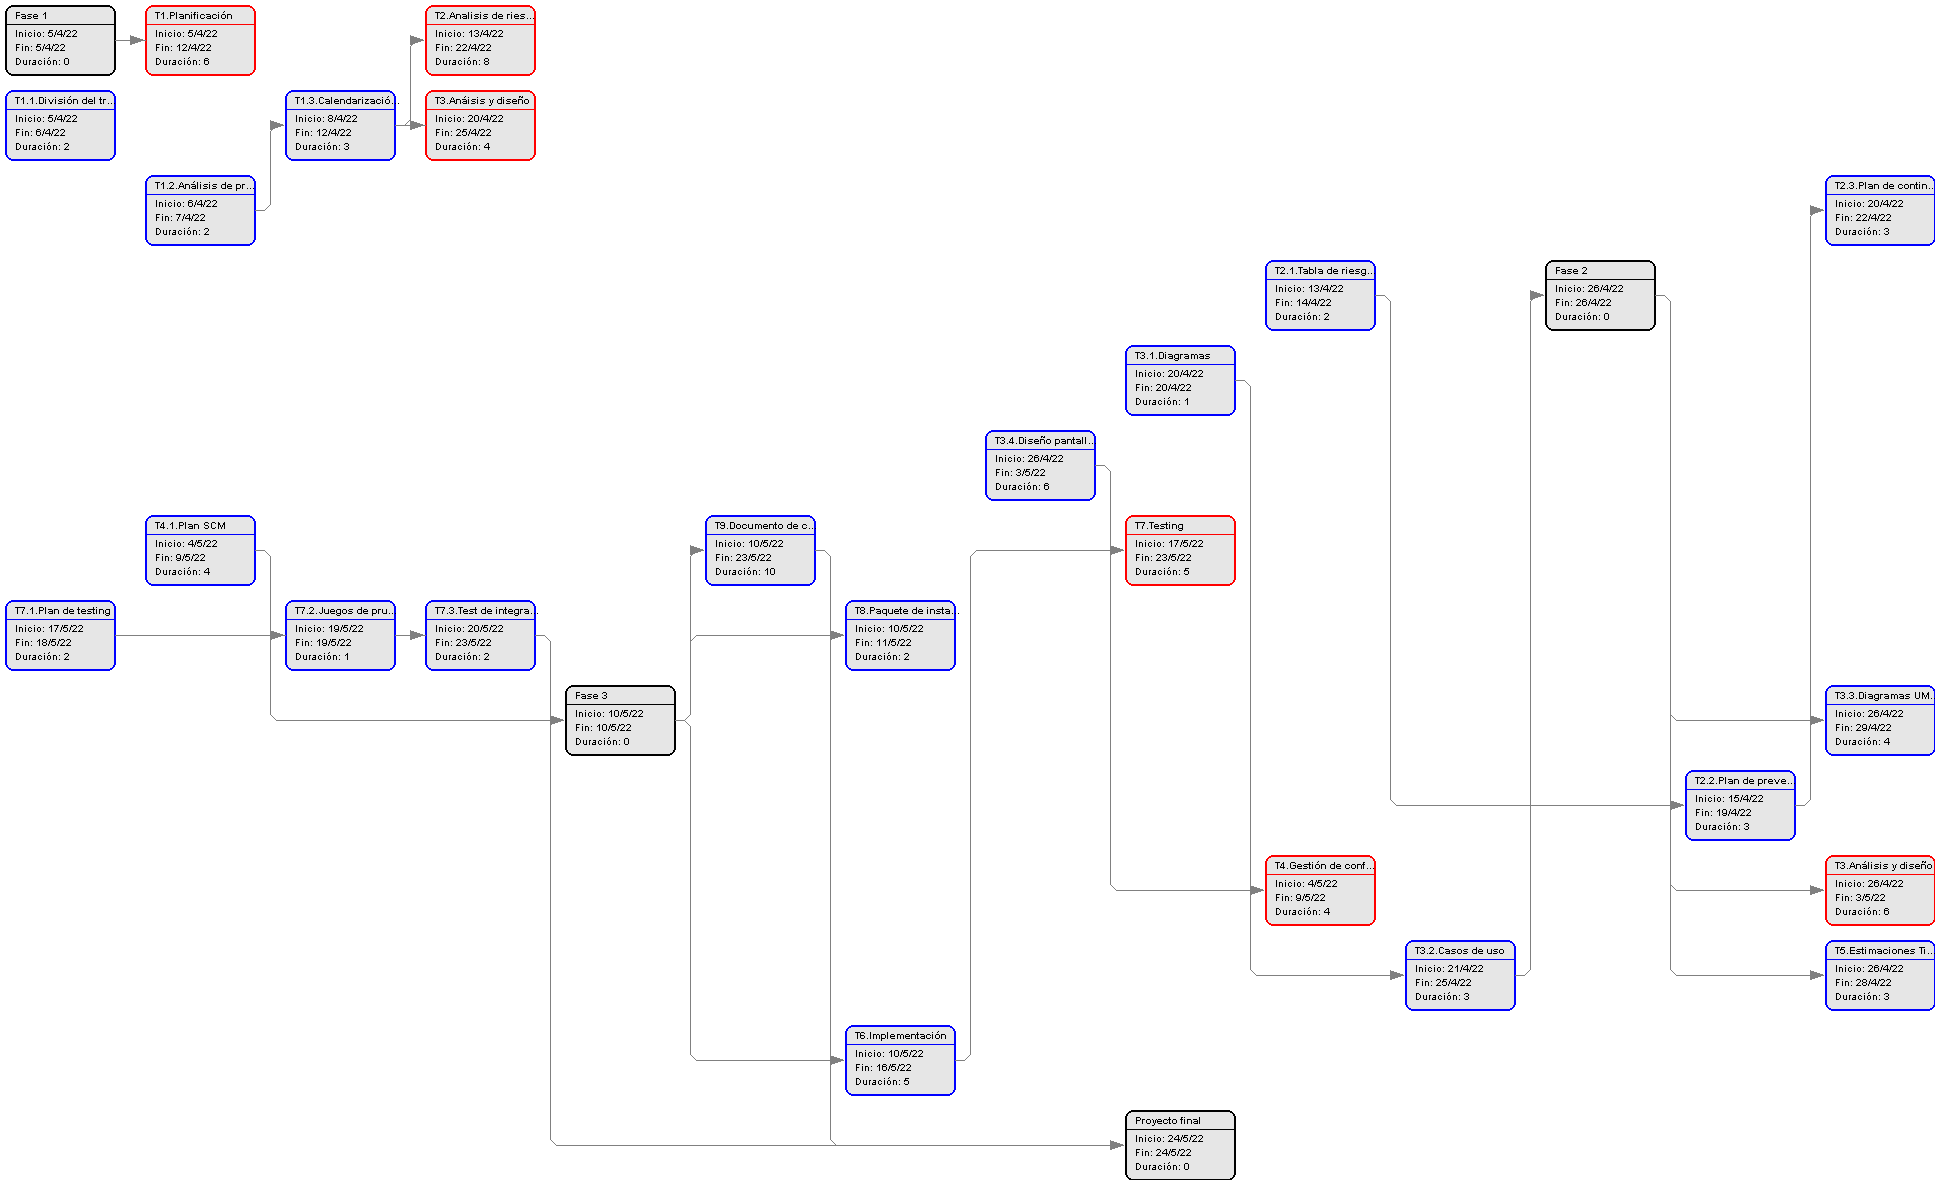 Fase 1
Inicio: 5/4/22
Fin: 5/4/22
Duración: 0
T1.Planificación
Inicio: 5/4/22
Fin: 12/4/22
Duración: 6
T2.Analisis de ries...
Inicio: 13/4/22
Fin: 22/4/22
Duración: 8
T1.1.División del tr...
Inicio: 5/4/22
Fin: 6/4/22
Duración: 2
T1.3.Calendarizació...
Inicio: 8/4/22
Fin: 12/4/22
Duración: 3
T3.Anáisis y diseño
Inicio: 20/4/22
Fin: 25/4/22
Duración: 4
T1.2.Análisis de pr...
Inicio: 6/4/22
Fin: 7/4/22
Duración: 2
T2.3.Plan de contin...
Inicio: 20/4/22
Fin: 22/4/22
Duración: 3
T2.1.Tabla de riesg...
Inicio: 13/4/22
Fin: 14/4/22
Duración: 2
Fase 2
Inicio: 26/4/22
Fin: 26/4/22
Duración: 0
T3.1.Diagramas
Inicio: 20/4/22
Fin: 20/4/22
Duración: 1
T3.4.Diseño pantall...
Inicio: 26/4/22
Fin: 3/5/22
Duración: 6
T4.1.Plan SCM
Inicio: 4/5/22
Fin: 9/5/22
Duración: 4
T9.Documento de c...
Inicio: 10/5/22
Fin: 23/5/22
Duración: 10
T7.Testing
Inicio: 17/5/22
Fin: 23/5/22
Duración: 5
T7.1.Plan de testing
Inicio: 17/5/22
Fin: 18/5/22
Duración: 2
T7.2.Juegos de pru...
Inicio: 19/5/22
Fin: 19/5/22
Duración: 1
T7.3.Test de integra...
Inicio: 20/5/22
Fin: 23/5/22
Duración: 2
T8.Paquete de insta...
Inicio: 10/5/22
Fin: 11/5/22
Duración: 2
Fase 3
Inicio: 10/5/22
Fin: 10/5/22
Duración: 0
T3.3.Diagramas UM...
Inicio: 26/4/22
Fin: 29/4/22
Duración: 4
T2.2.Plan de preve...
Inicio: 15/4/22
Fin: 19/4/22
Duración: 3
T4.Gestión de conf...
Inicio: 4/5/22
Fin: 9/5/22
Duración: 4
T3.Análisis y diseño
Inicio: 26/4/22
Fin: 3/5/22
Duración: 6
T3.2.Casos de uso
Inicio: 21/4/22
Fin: 25/4/22
Duración: 3
T5.Estimaciones Ti...
Inicio: 26/4/22
Fin: 28/4/22
Duración: 3
T6.Implementación
Inicio: 10/5/22
Fin: 16/5/22
Duración: 5
Proyecto final
Inicio: 24/5/22
Fin: 24/5/22
Duración: 0